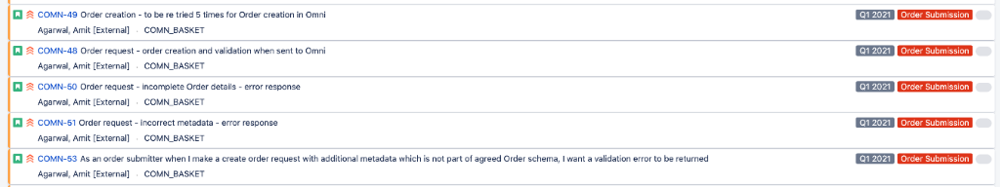 COMN-49 Order creation - to be re tried 5 times for Order creation in Omni Q1 2021 Order Submission
Agarwal, Amit [External] · COMN_BASKET
COMN-48 Order request - order creation and validation when sent to Omni Q1 2021 Order Submission
Agarwal, Amit [External] · COMN_BASKET
COMN-50 Order request - incomplete Order details - error response Q1 2021 Order Submission
Agarwal, Amit [External] · COMN_BASKET
COMN-51 Order request - incorrect metadata - error response Q1 2021 Order Submission
Agarwal, Amit [External] · COMN_BASKET
COMN-53 As an order submitter when I make a create order request with additional metadata which is not part of agreed Order schema, I want a validation error to be returned Q1 2021 Order Submission
Agarwal, Amit [External] · COMN_BASKET